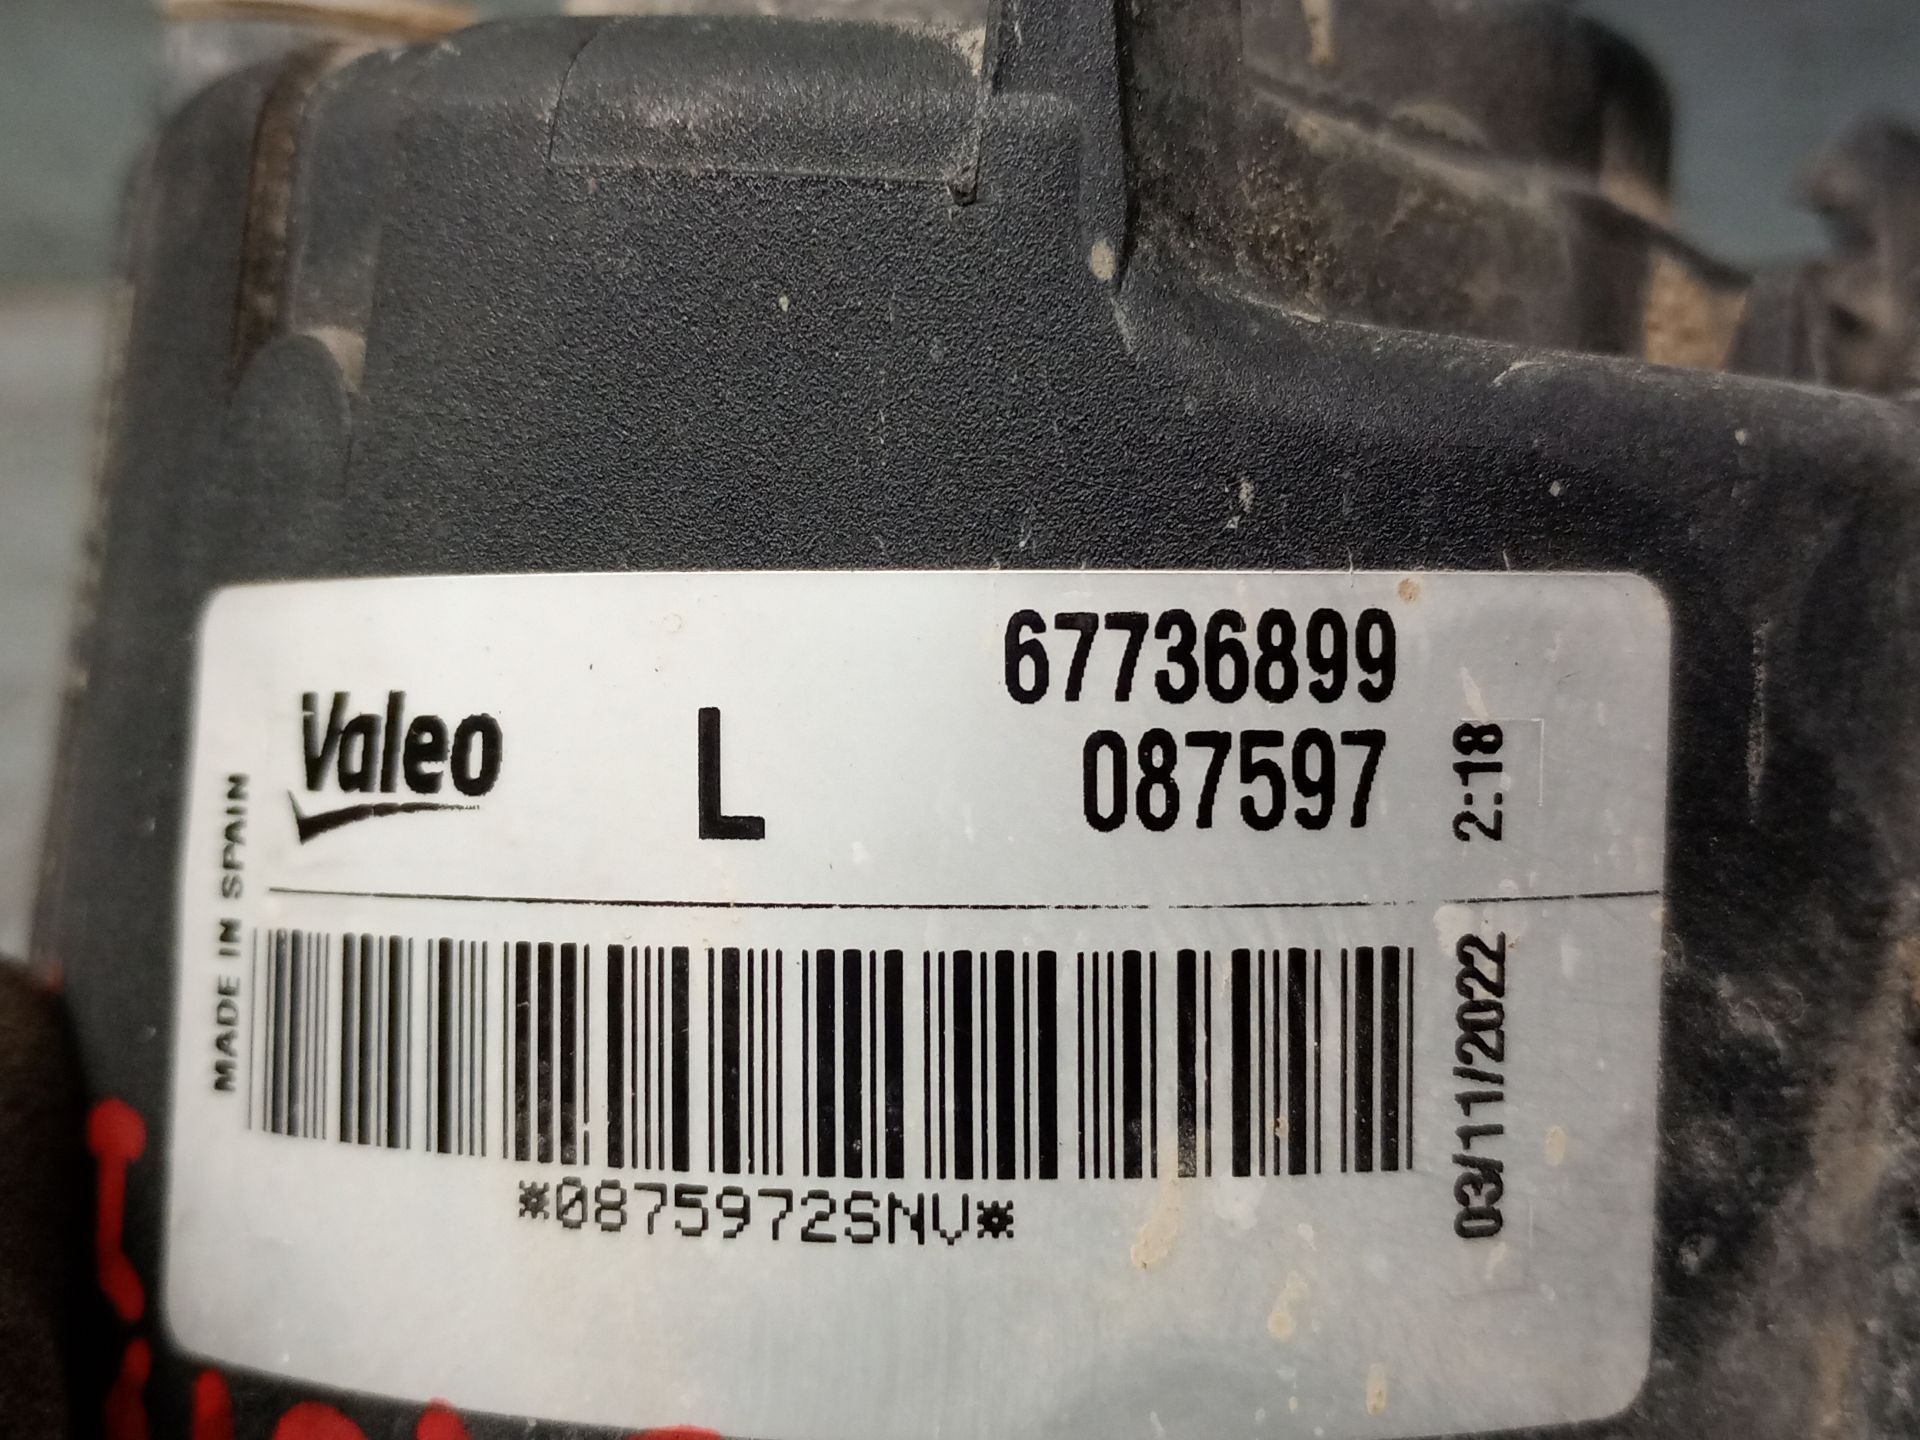 67736899
Valeo
L
087597
2:18
MADE IN SPAIN
03/11/2022
*0875972SNV*